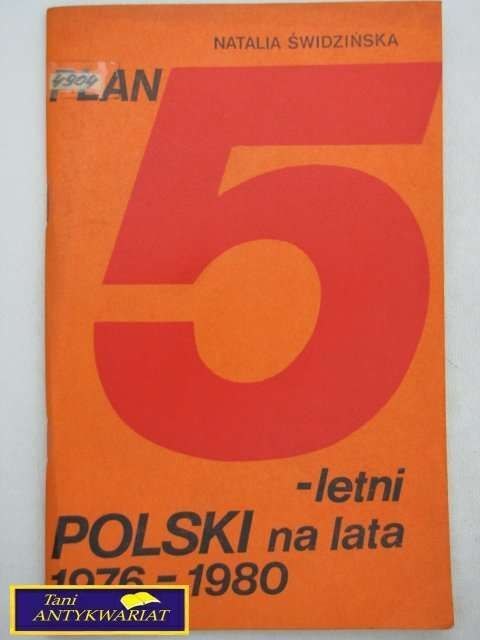 NATALIA ŚWIDZIŃSKA
4904
PLAN
5
-letni
POLSKI na lata
1976-1980
Tani
ANTYKWARIAT